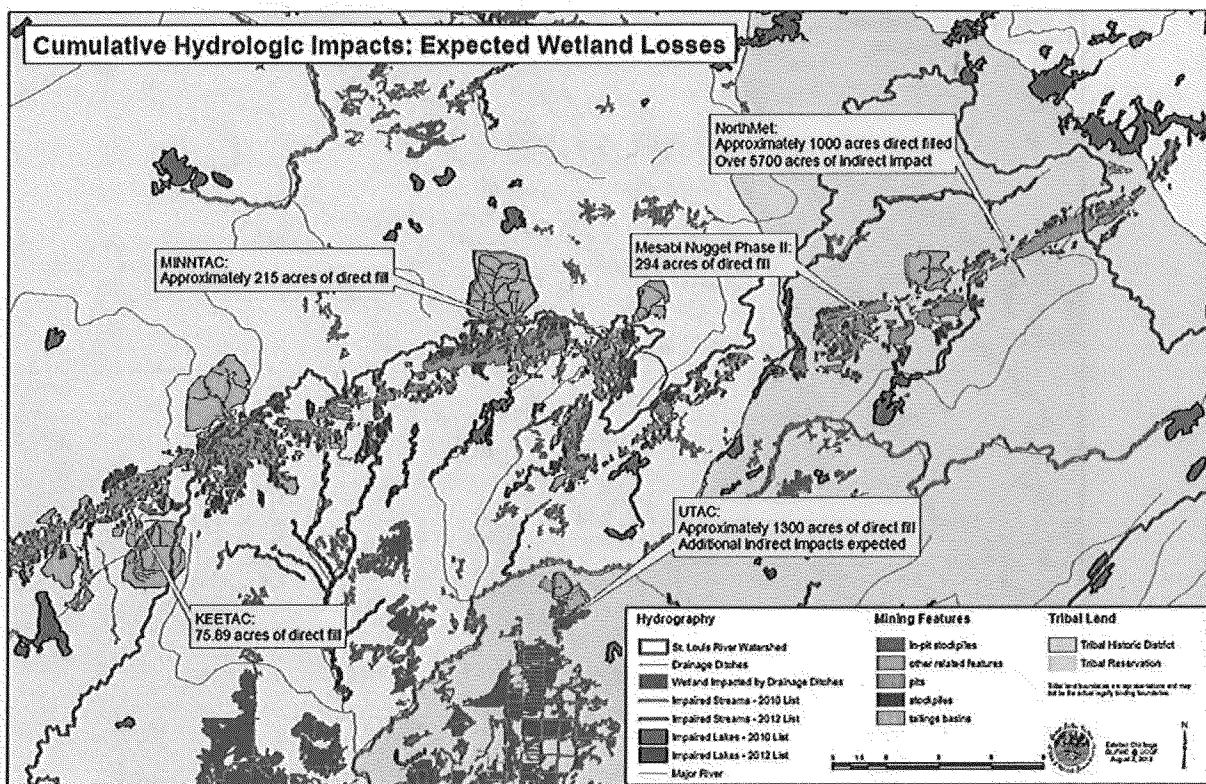 Cumulative Hydrologic Impacts: Expected Wetland Losses
NorthMet:
Approximately 1000 acres direct filled
Over 5700 acres of indirect impact
MINNTAC:
Approximately 215 acres of direct fill
Mesabi Nugget Phase II:
294 acres of direct fill
UTAC:
Approximately 1300 acres of direct fill
Additional indirect impacts expected
KEETAC:
75.89 acres of direct fill
Hydrography
St. Louis River Watershed
Drainage Ditches
Wetland Impacted by Drainage Ditches
Impaired Streams - 2010 List
Impaired Streams - 2012 List
Impaired Lakes - 2010 List
Impaired Lakes - 2012 List
Major River
Mining Features
in-pit stockpiles
other related features
pits
stockpiles
tailings basins
Tribal Land
Tribal Historic District
Tribal Reservation
N